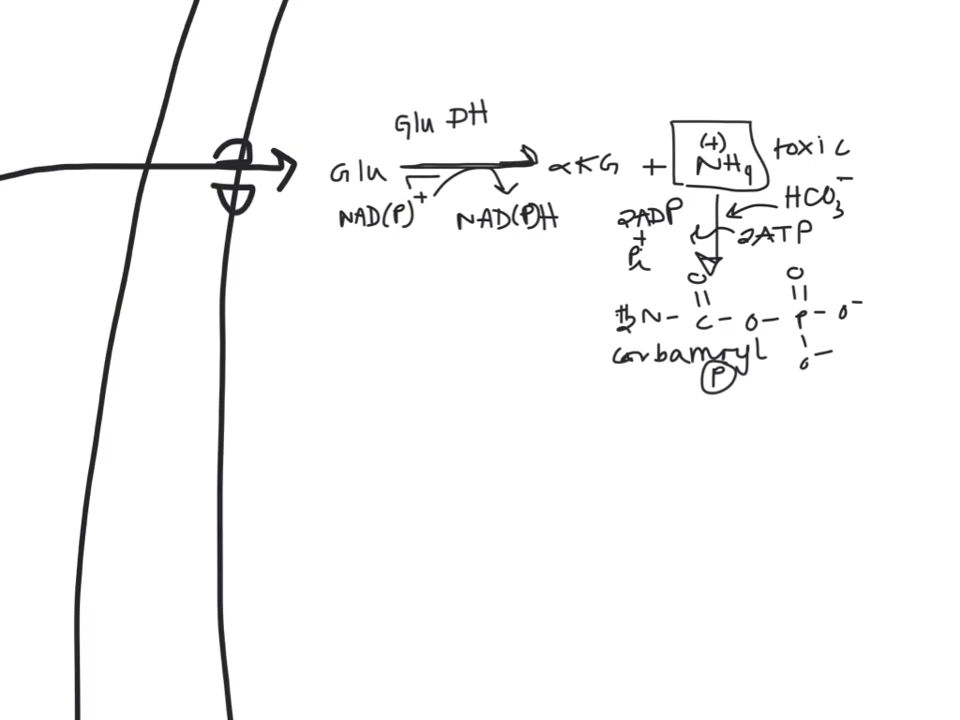 Glu DH
Glu ⇌ αKG + NH4 (+) toxic
NAD(P)+ NAD(P)H
HCO3-
2ADP + Pi
2ATP
O O
|| ||
H2N - C - O - P - O-
|
O-
carbamoyl P